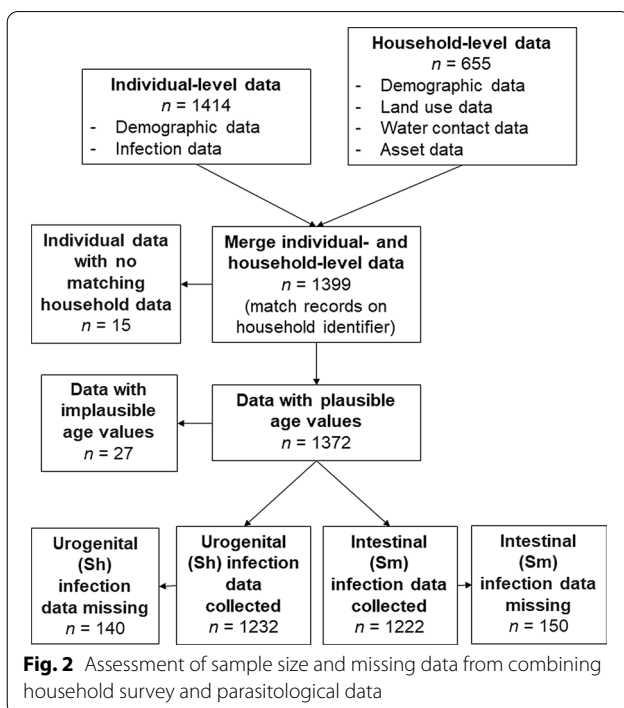 Individual-level data
n = 1414
- Demographic data
- Infection data
Household-level data
n = 655
- Demographic data
- Land use data
- Water contact data
- Asset data
Individual data
with no
matching
household data
n = 15
Merge individual- and
household-level data
n = 1399
(match records on
household identifier)
Data with
implausible
age values
n = 27
Data with plausible
age values
n = 1372
Urogenital
(Sh)
infection
data missing
n = 140
Urogenital
(Sh) infection
data
collected
n = 1232
Intestinal
(Sm)
infection data
collected
n = 1222
Intestinal
(Sm)
infection data
missing
n = 150
Fig. 2 Assessment of sample size and missing data from combining
household survey and parasitological data